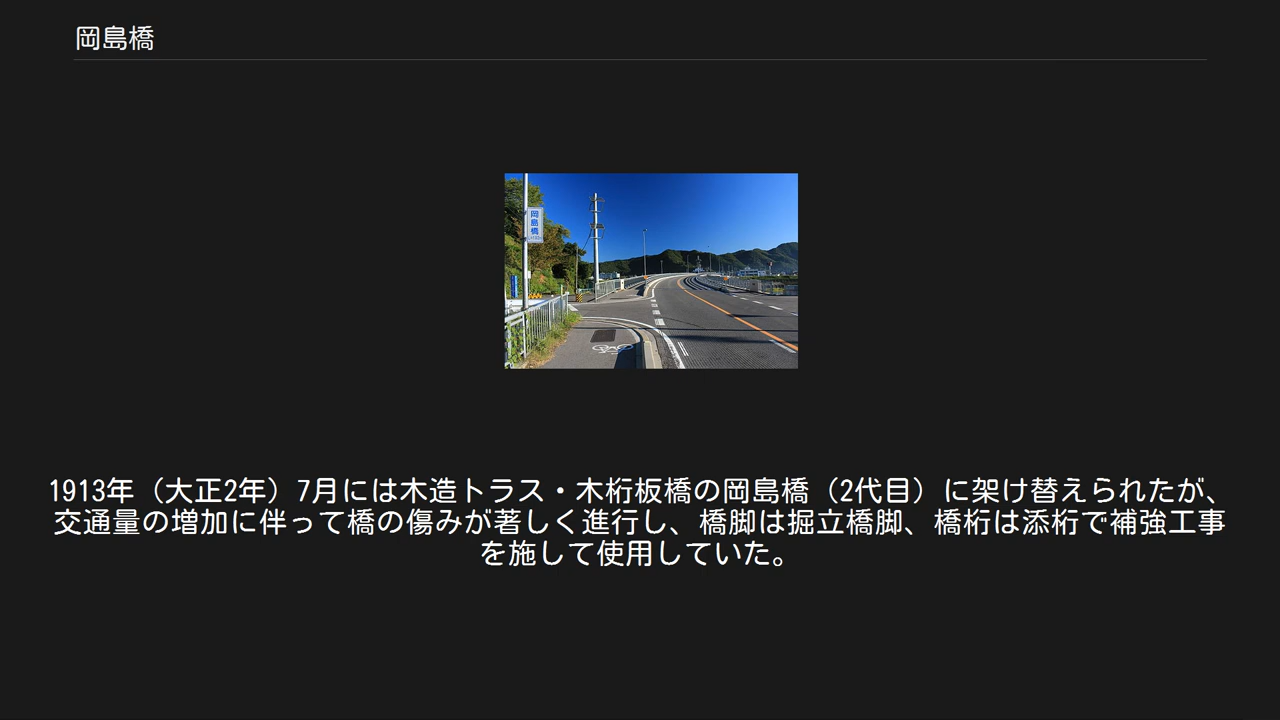 岡島橋
岡島橋
1913年（大正2年）7月には木造トラス・木桁板橋の岡島橋（2代目）に架け替えられたが、
交通量の増加に伴って橋の傷みが著しく進行し、橋脚は掘立橋脚、橋桁は添桁で補強工事
を施して使用していた。